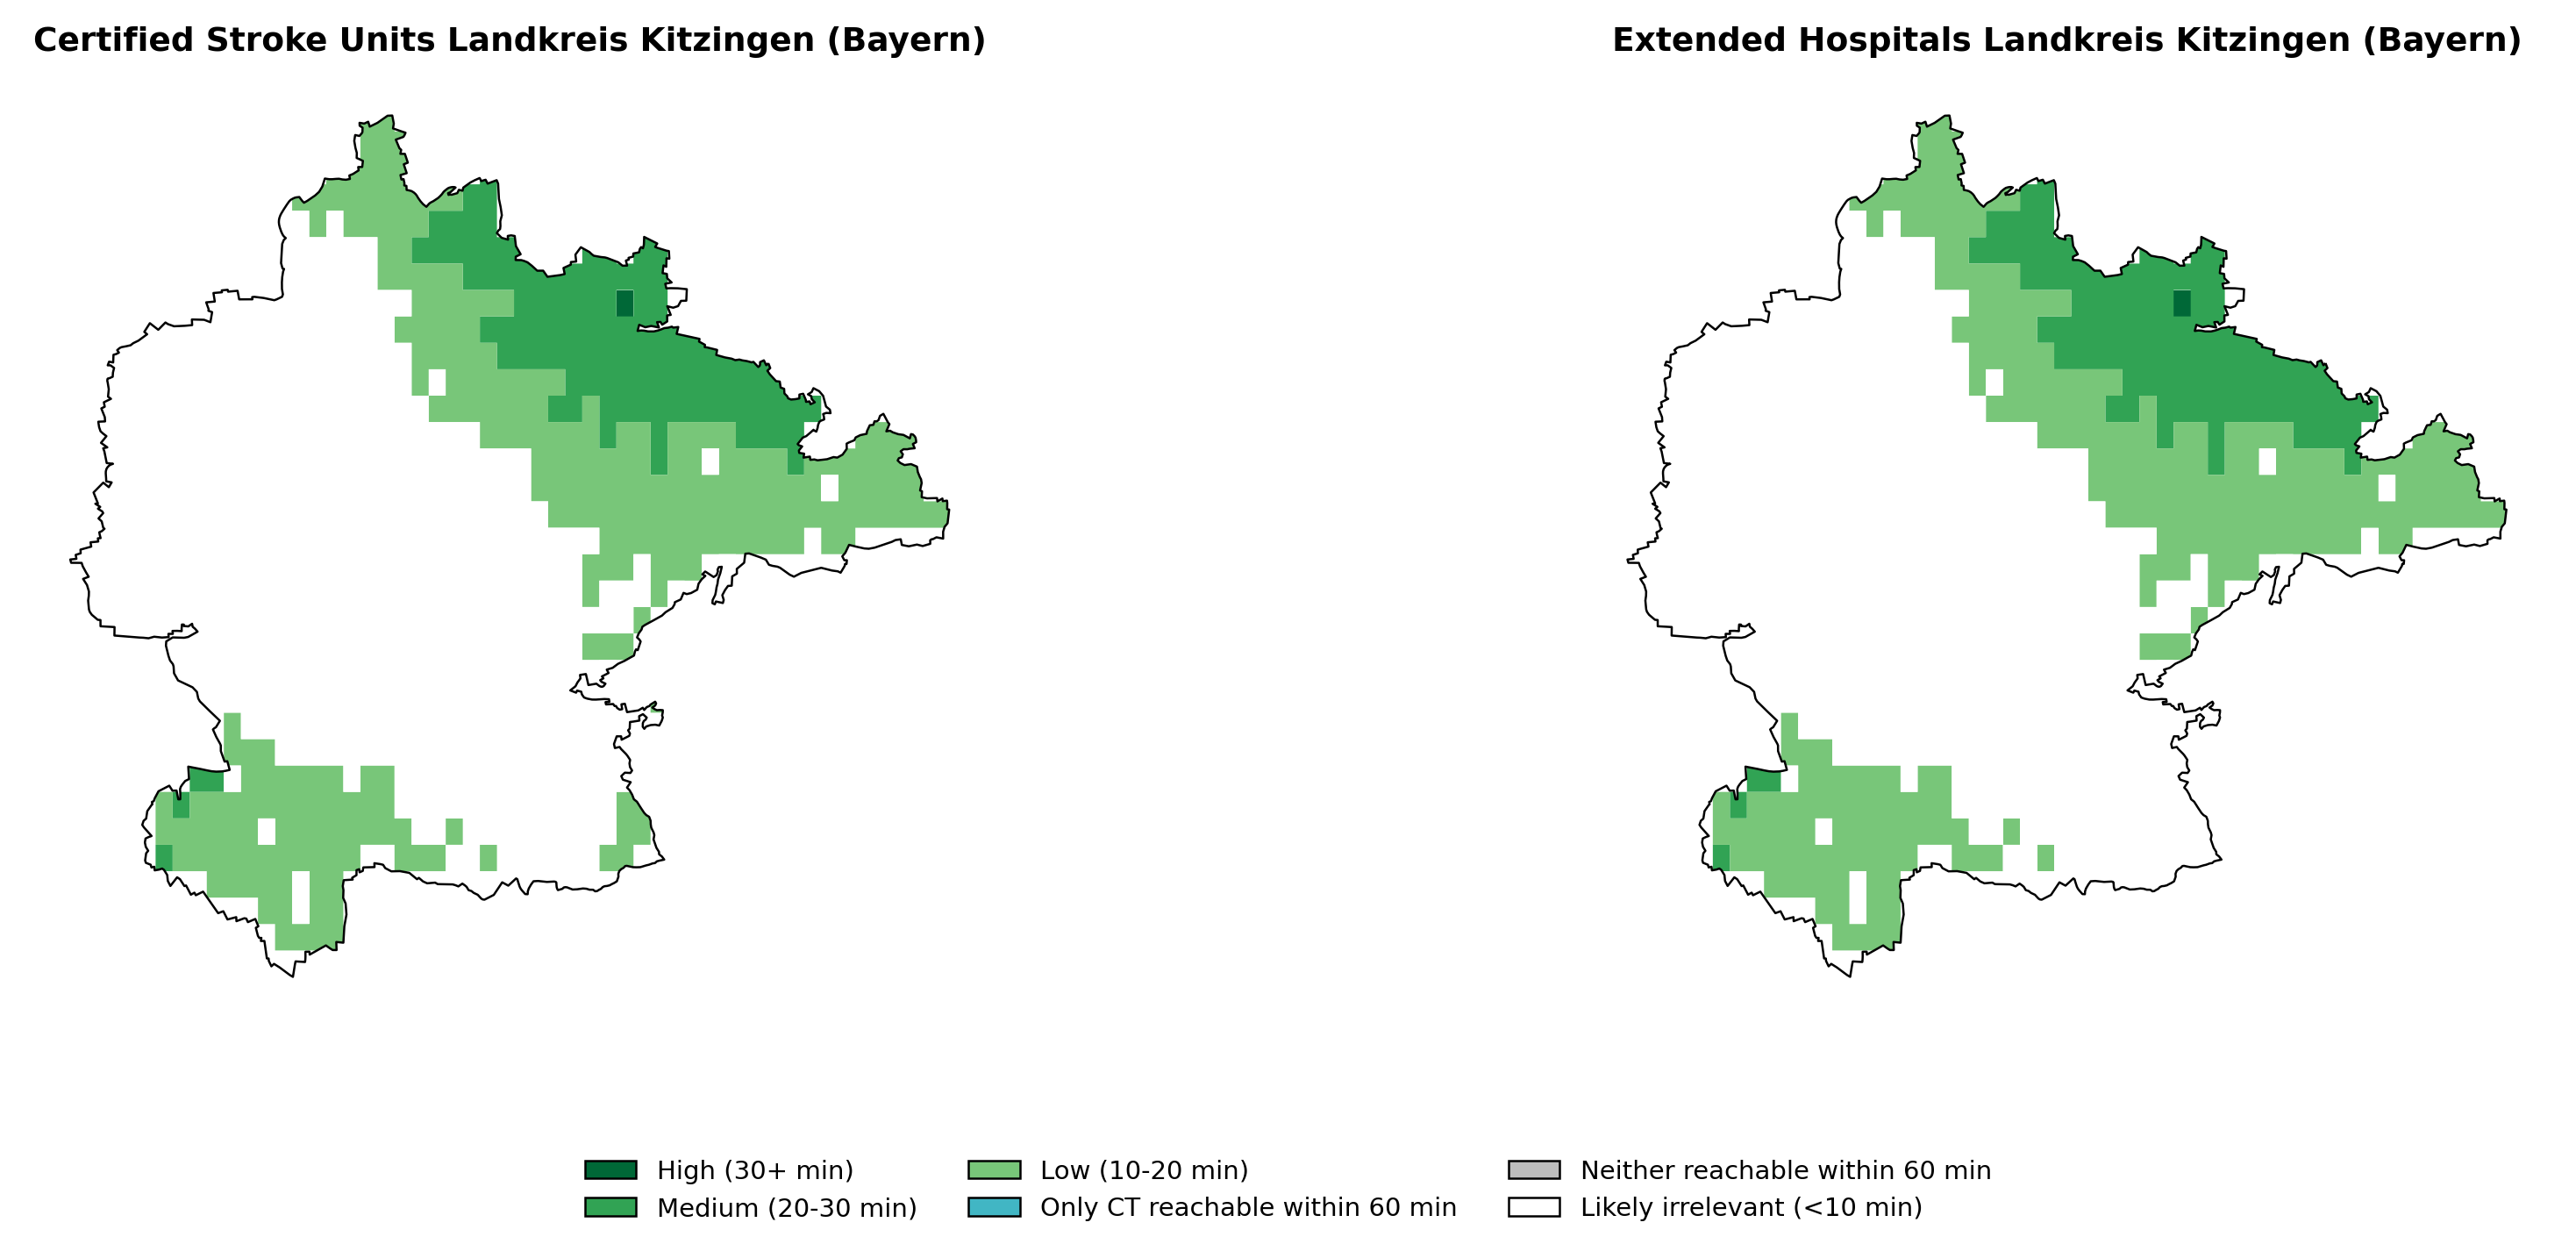 Certified Stroke Units Landkreis Kitzingen (Bayern)
Extended Hospitals Landkreis Kitzingen (Bayern)
High (30+ min)
Medium (20-30 min)
Low (10-20 min)
Only CT reachable within 60 min
Neither reachable within 60 min
Likely irrelevant (<10 min)